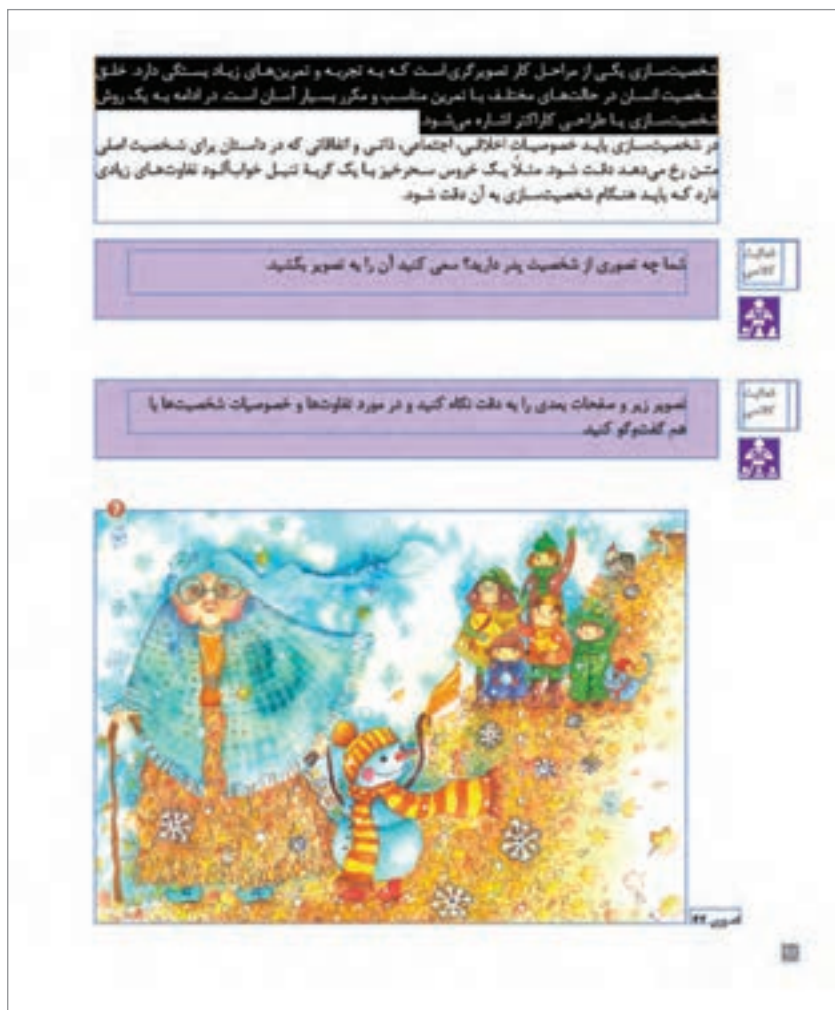 شخصیت‌سازی یکی از مراحل کار تصویرگری است که به تجربه و تمرین‌های زیاد بستگی دارد. خلق
شخصیت انسان در حالت‌های مختلف با تمرین مناسب و مکرر بسیار آسان است. در ادامه به یک روش
شخصیت‌سازی یا طراحی کاراکتر اشاره می‌شود.
در شخصیت‌سازی باید خصوصیات اخلاقی، اجتماعی، ذاتی و اتفاقاتی که در داستان برای شخصیت اصلی
متن رخ می‌دهد دقت شود. مثلاً یک خروس سحرخیز با یک گربهٔ تنبل خواب‌آلود تفاوت‌های زیادی
دارد که باید هنگام شخصیت‌سازی به آن دقت شود.
فعالیت
کلاسی
شما چه تصوری از شخصیت پدر دارید؟ سعی کنید آن را به تصویر بکشید.
فعالیت
کلاسی
تصویر زیر و صفحات بعدی را به دقت نگاه کنید و در مورد تفاوت‌ها و خصوصیات شخصیت‌ها با
هم گفت‌وگو کنید.